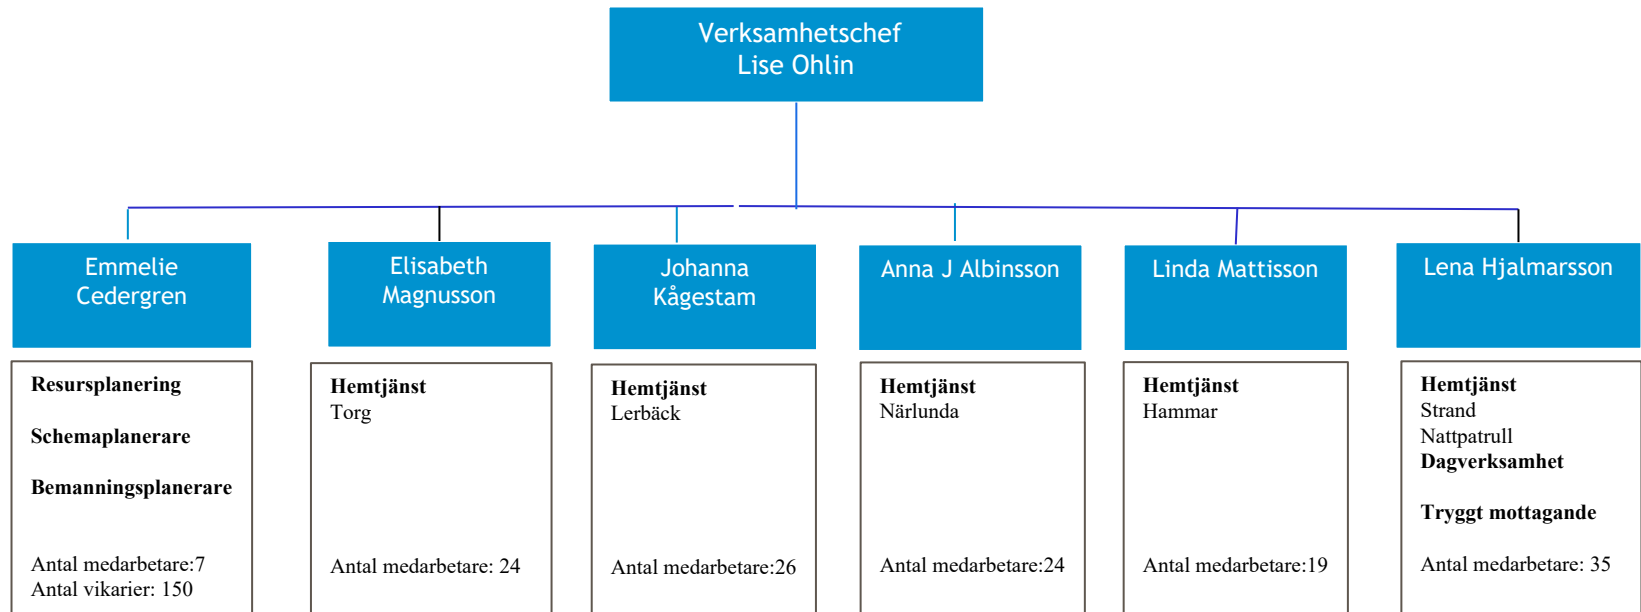 Verksamhetschef
Lise Ohlin
Emmelie
Cedergren
Resursplanering
Schemaplanerare
Bemanningsplanerare
Antal medarbetare:7
Antal vikarier: 150
Elisabeth
Magnusson
Hemtjänst
Torg
Antal medarbetare: 24
Johanna
Kågestam
Hemtjänst
Lerbäck
Antal medarbetare:26
Anna J Albinsson
Hemtjänst
Närlunda
Antal medarbetare:24
Linda Mattisson
Hemtjänst
Hammar
Antal medarbetare:19
Lena Hjalmarsson
Hemtjänst
Strand
Nattpatrull
Dagverksamhet
Tryggt mottagande
Antal medarbetare: 35